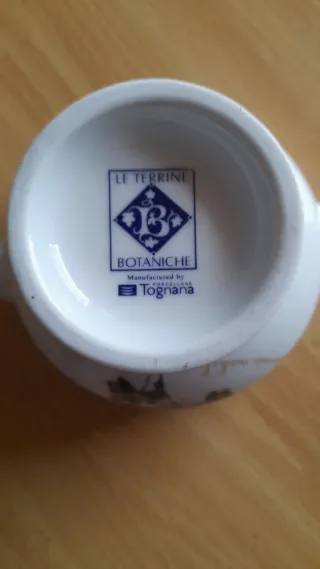 LE TERRINE
B
BOTANICHE
Manufactured by
PORCELLANE
Tognana